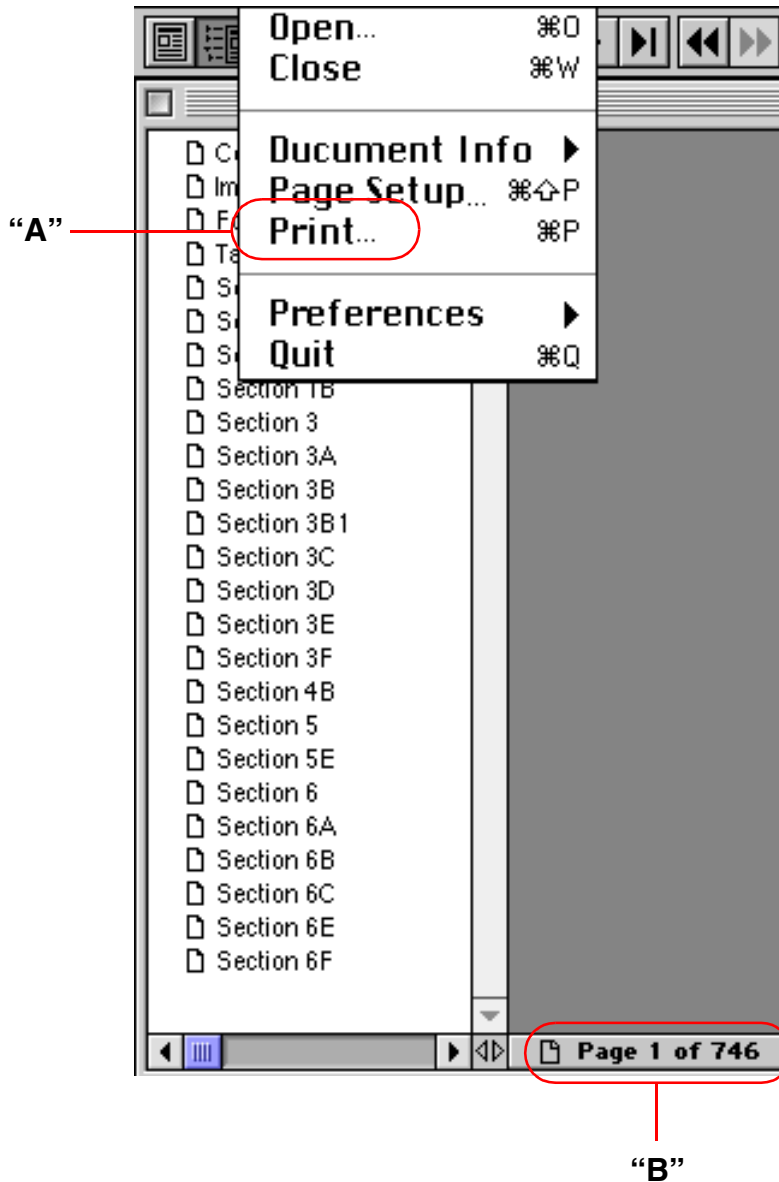 Open... ⌘O
Close ⌘W
Ducument Info ▶
Page Setup... ⌘⇧P
“A”
Print... ⌘P
Preferences ▶
Quit ⌘Q
Section 1B
Section 3
Section 3A
Section 3B
Section 3B1
Section 3C
Section 3D
Section 3E
Section 3F
Section 4B
Section 5
Section 5E
Section 6
Section 6A
Section 6B
Section 6C
Section 6E
Section 6F
Page 1 of 746
“B”